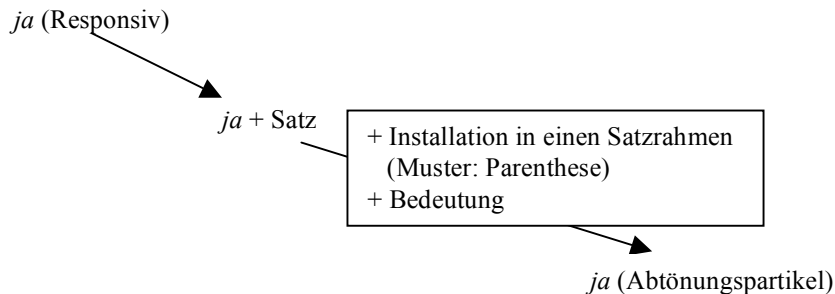 ja (Responsiv)
ja + Satz
+ Installation in einen Satzrahmen
(Muster: Parenthese)
+ Bedeutung
ja (Abtönungspartikel)